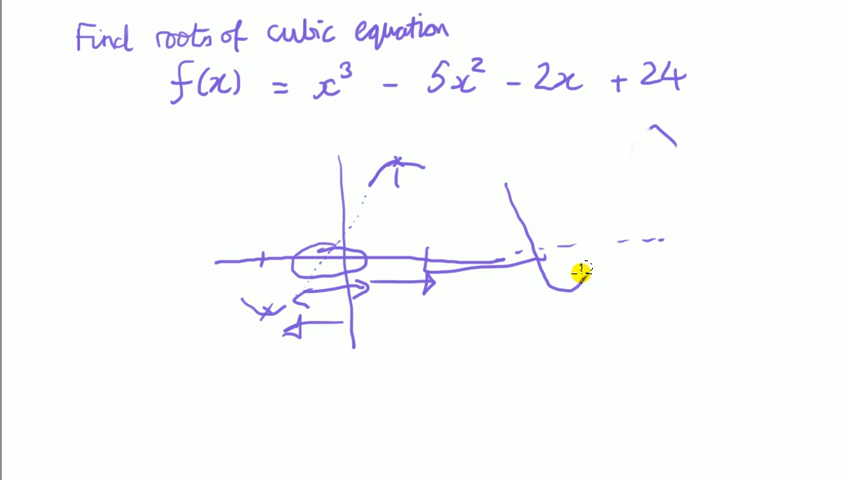 Find roots of cubic equation
f(x) = x³ - 5x² - 2x + 24